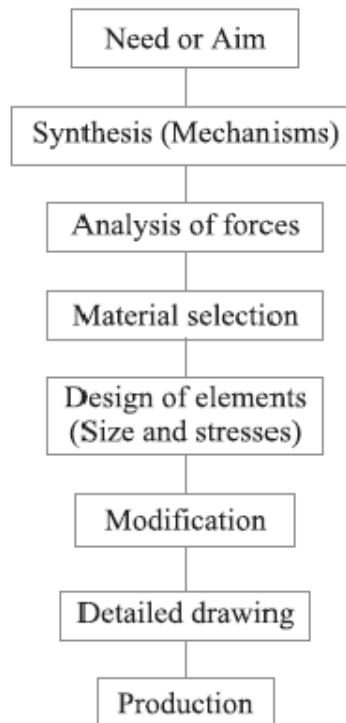 Need or Aim
Synthesis (Mechanisms)
Analysis of forces
Material selection
Design of elements
(Size and stresses)
Modification
Detailed drawing
Production